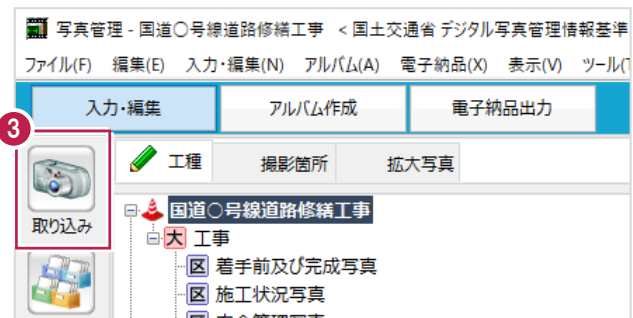 写真管理 - 国道○号線道路修繕工事 < 国土交通省 デジタル写真管理情報基準
ファイル(F) 編集(E) 入力・編集(N) アルバム(A) 電子納品(X) 表示(V) ツール(T
入力・編集 アルバム作成 電子納品出力
3
工種 撮影箇所 拡大写真
取り込み
国道○号線道路修繕工事
大 工事
区 着手前及び完成写真
区 施工状況写真